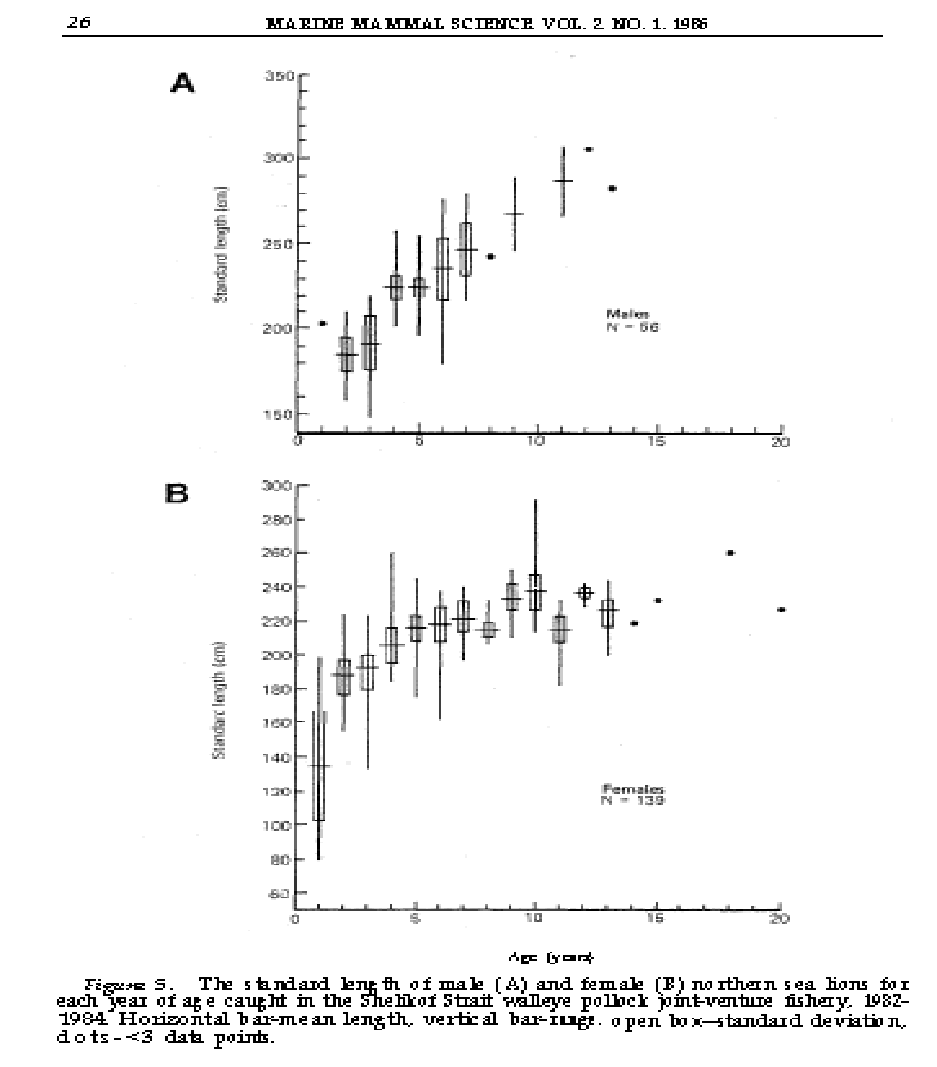 26 MARINE MAMMAL SCIENCE VOL. 2 NO. 1. 1986
A
350
300
250
200
150
Standard length (cm)
Males
N = 56
0 5 10 15 20
B
300
280
260
240
220
200
180
160
140
120
100
80
60
Standard length (cm)
Females
N = 139
0 5 10 15 20
Age (years)
Figure 5. The standard length of male (A) and female (B) northern sea lions for
each year of age caught in the Shelikof Strait walleye pollock joint-venture fishery, 1982-
1984. Horizontal bar-mean length, vertical bar-range. open box—standard deviation,
dots-<3 data points.